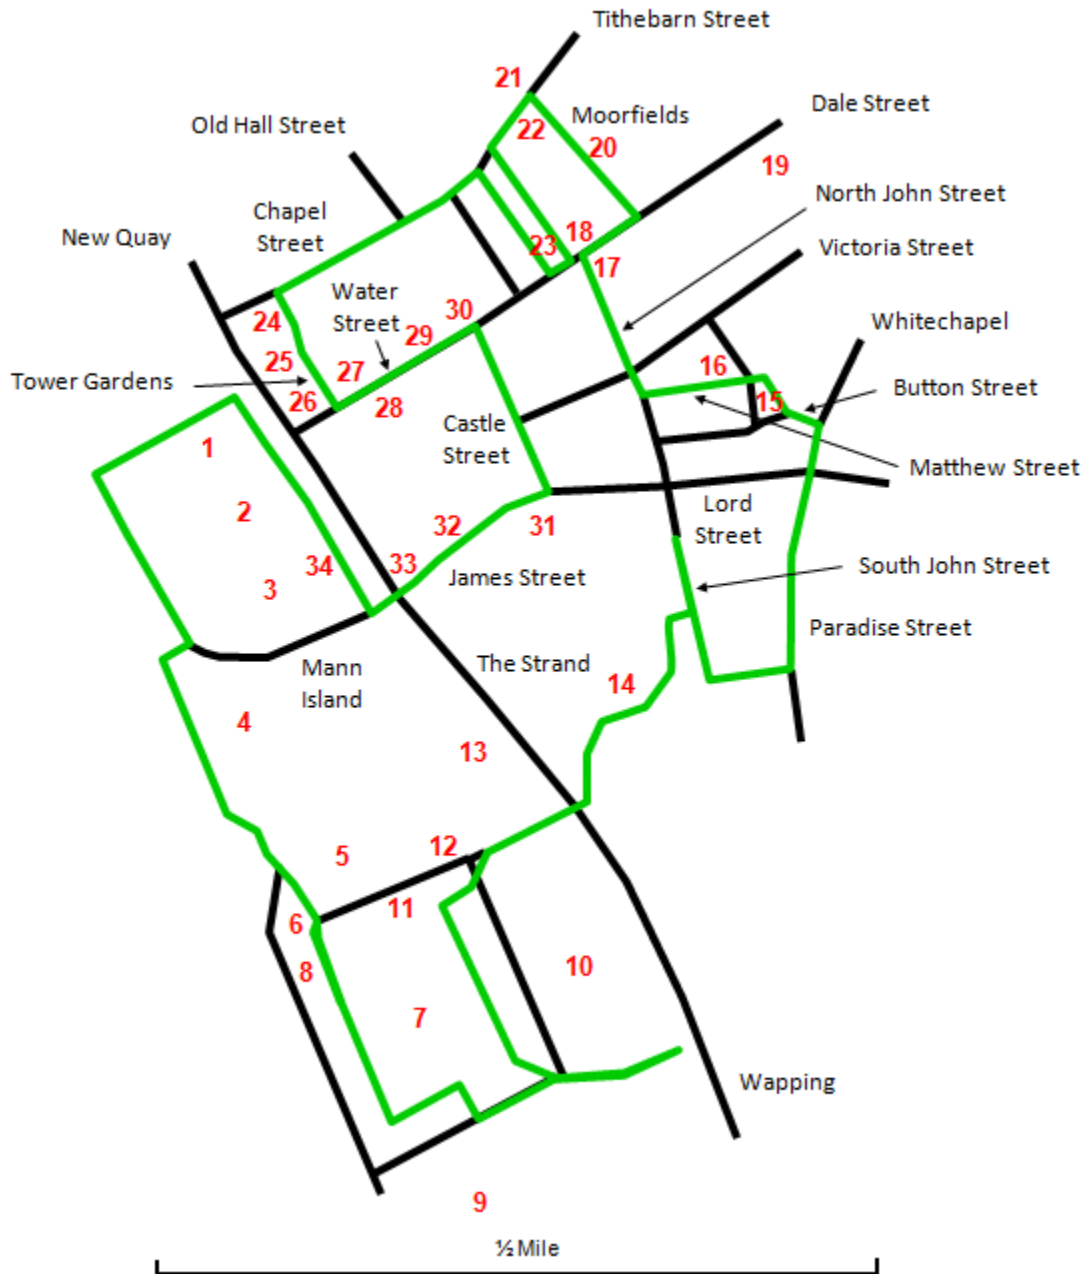 Tithebarn Street
21
Dale Street
Moorfields
22
Old Hall Street
20
19
North John Street
Chapel
Street
New Quay
18
Victoria Street
23
17
Water
Street
30
24
29
Whitechapel
25
27
16
Tower Gardens
Button Street
26
28
15
Castle
Street
1
Matthew Street
2
Lord
Street
32
31
34
33
South John Street
3
James Street
Paradise Street
Mann
Island
The Strand
14
4
13
12
5
11
6
10
8
7
Wapping
9
½ Mile